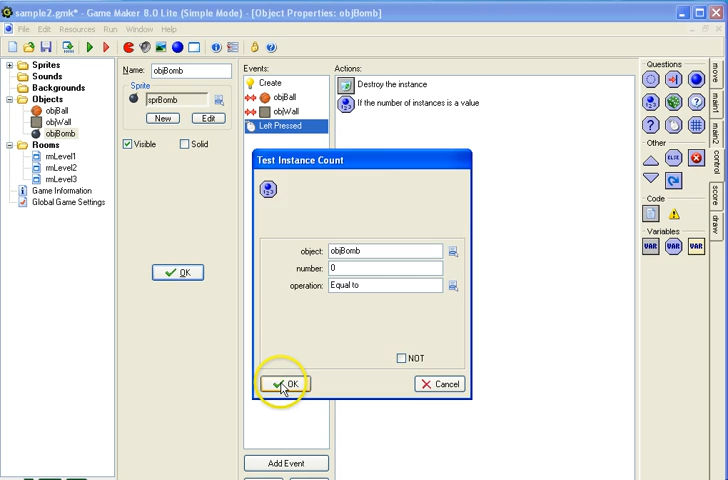 sample2.gmk* - Game Maker 8.0 Lite (Simple Mode) - [Object Properties: objBomb]
File Edit Resources Run Window Help
Sprites
Sounds
Backgrounds
Objects
objBall
objWall
objBomb
Rooms
rmLevel1
rmLevel2
rmLevel3
Game Information
Global Game Settings
Name: objBomb
Sprite
sprBomb
New Edit
Visible Solid
OK
Events:
Create
objBall
objWall
Left Pressed
Add Event
Actions:
Destroy the instance
If the number of instances is a value
Test Instance Count
object: objBomb
number: 0
operation: Equal to
NOT
OK Cancel
Questions
Other
ELSE
Code
Variables
VAR VAR VAR
move
main1
main2
control
score
draw